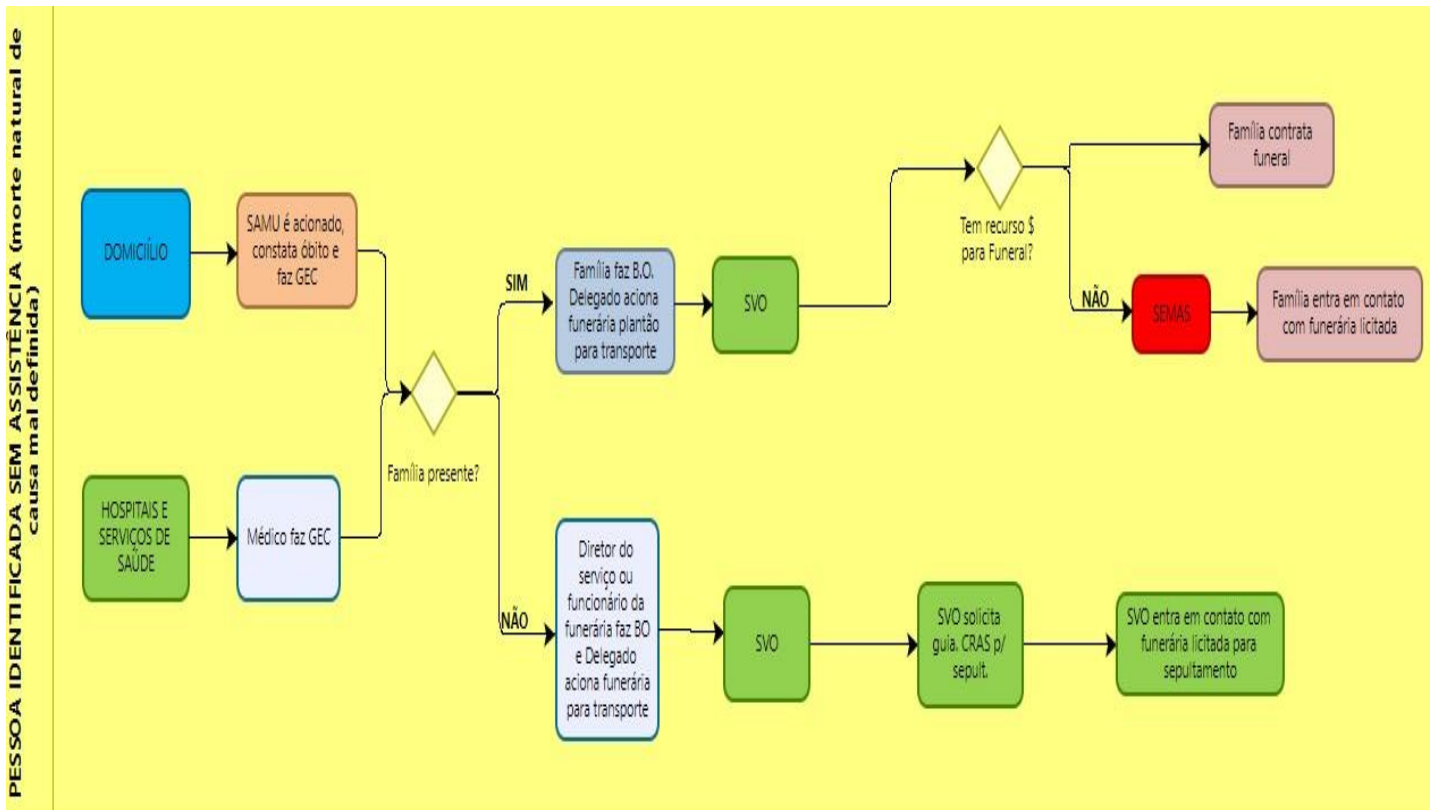 PESSOA IDENTIFICADA SEM ASSISTÊNCIA (morte natural de
causa mal definida)
DOMICIÍLIO
SAMU é acionado,
constata óbito e
faz GEC
HOSPITAIS E
SERVIÇOS DE
SAÚDE
Médico faz GEC
Família presente?
SIM
Família faz B.O.
Delegado aciona
funerária plantão
para transporte
SVO
Tem recurso $
para Funeral?
Família contrata
funeral
NÃO
SEMAS
Família entra em contato
com funerária licitada
NÃO
Diretor do
serviço ou
funcionário da
funerária faz BO
e Delegado
aciona funerária
para transporte
SVO
SVO solicita
guia. CRAS p/
sepult.
SVO entra em contato com
funerária licitada para
sepultamento